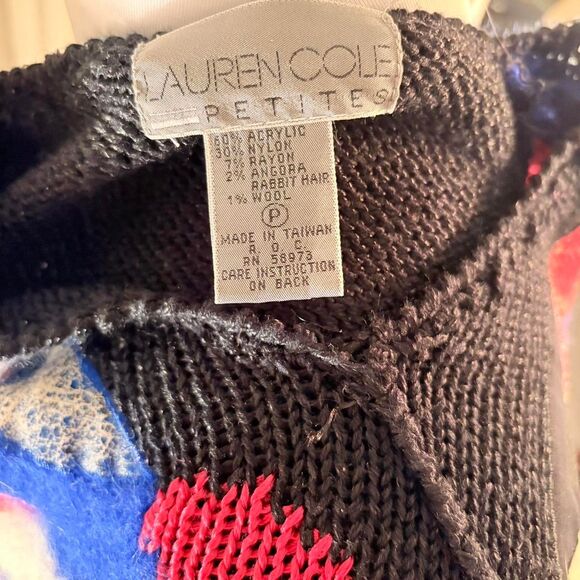 LAUREN COLE
PETITES
60% ACRYLIC
30% NYLON
7% RAYON
2% ANGORA
RABBIT HAIR
1% WOOL
P
MADE IN TAIWAN
R. O. C.
RN 58973
CARE INSTRUCTION
ON BACK